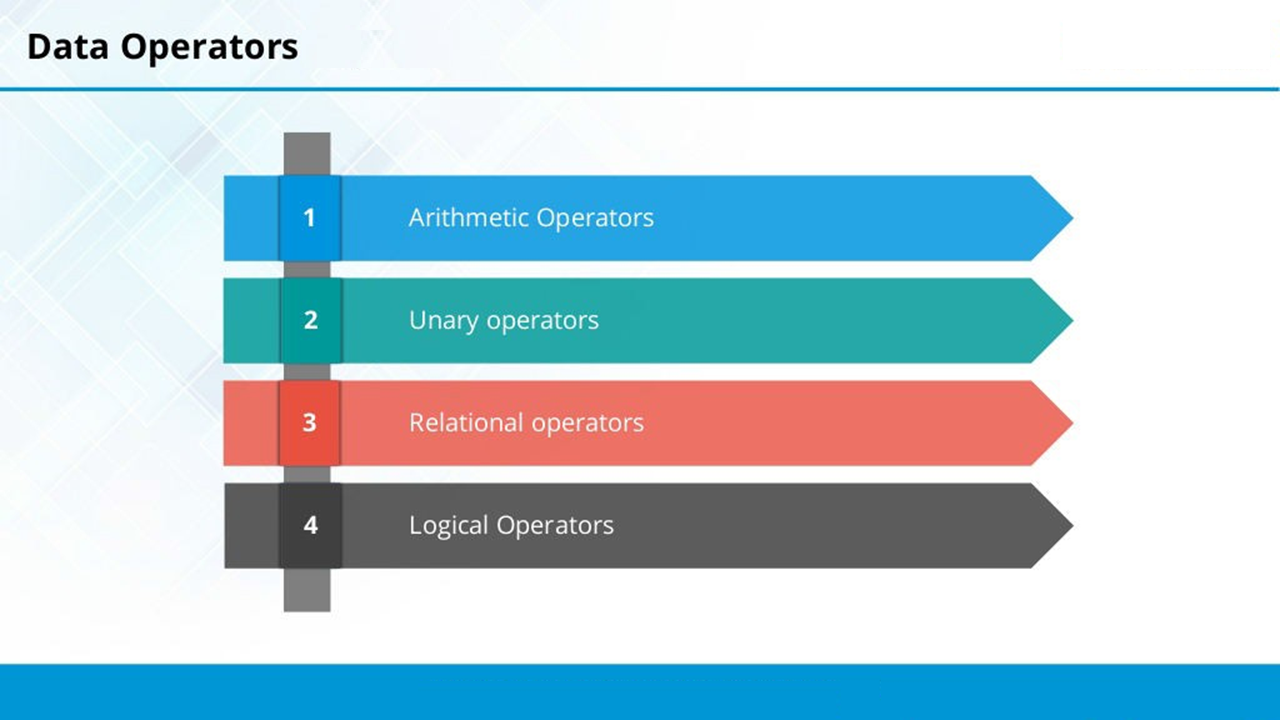 Data Operators
1 Arithmetic Operators
2 Unary operators
3 Relational operators
4 Logical Operators